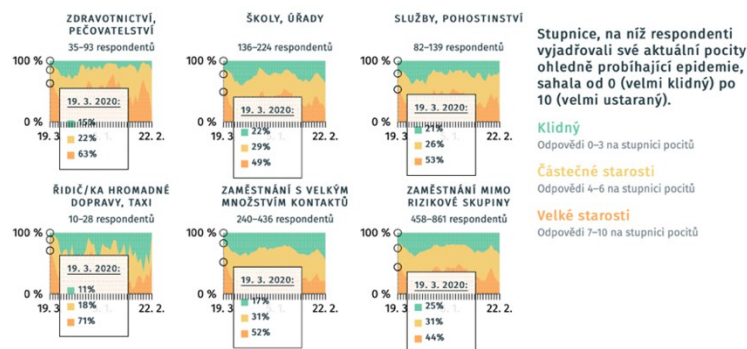 ZDRAVOTNICTVÍ,
PEČOVATELSTVÍ
35–93 respondentů
100 %
19. 3. 2020:
15%
22%
63%
0 %
19. 3
22. 2.
ŠKOLY, ÚŘADY
136–224 respondentů
100 %
19. 3. 2020:
22%
29%
49%
0 %
19. 3
22. 2.
SLUŽBY, POHOSTINSTVÍ
82–139 respondentů
100 %
19. 3. 2020:
21%
26%
53%
0 %
19. 3
22. 2.
Stupnice, na níž respondenti
vyjadřovali své aktuální pocity
ohledně probíhající epidemie,
sahala od 0 (velmi klidný) po
10 (velmi ustaraný).
Klidný
Odpovědí 0–3 na stupnici pocitů
Částečné starosti
Odpovědí 4–6 na stupnici pocitů
Velké starosti
Odpovědí 7–10 na stupnici pocitů
ŘIDIČ/KA HROMADNÉ
DOPRAVY, TAXI
10–28 respondentů
100 %
19. 3. 2020:
11%
18%
71%
0 %
19. 3
22. 2.
ZAMĚSTNÁNÍ S VELKÝM
MNOŽSTVÍM KONTAKTŮ
240–436 respondentů
100 %
19. 3. 2020:
17%
31%
52%
0 %
19. 3
22. 2.
ZAMĚSTNÁNÍ MIMO
RIZIKOVÉ SKUPINY
458–861 respondentů
100 %
19. 3. 2020:
25%
31%
44%
0 %
19. 3
22. 2.